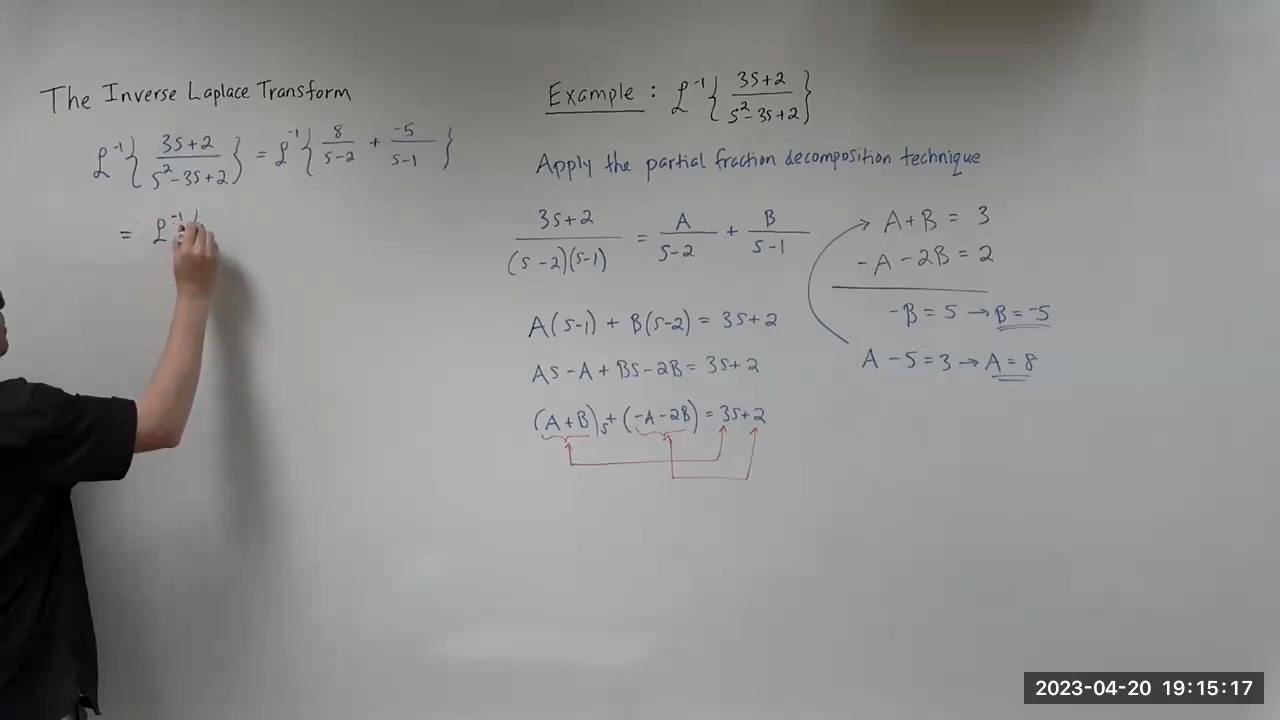 The Inverse Laplace Transform
ℒ⁻¹{ (3s+2)/(s²-3s+2) } = ℒ⁻¹{ 8/(s-2) + -5/(s-1) }
= ℒ⁻¹{
Example : ℒ⁻¹{ (3s+2)/(s²-3s+2) }
Apply the partial fraction decomposition technique
(3s+2)/((s-2)(s-1)) = A/(s-2) + B/(s-1)
A(s-1) + B(s-2) = 3s+2
As-A+Bs-2B=3s+2
(A+B)s+(-A-2B)=3s+2
A+B = 3
-A-2B=2
-B=5→B=-5
A-5=3→A=8
2023-04-20 19:15:17